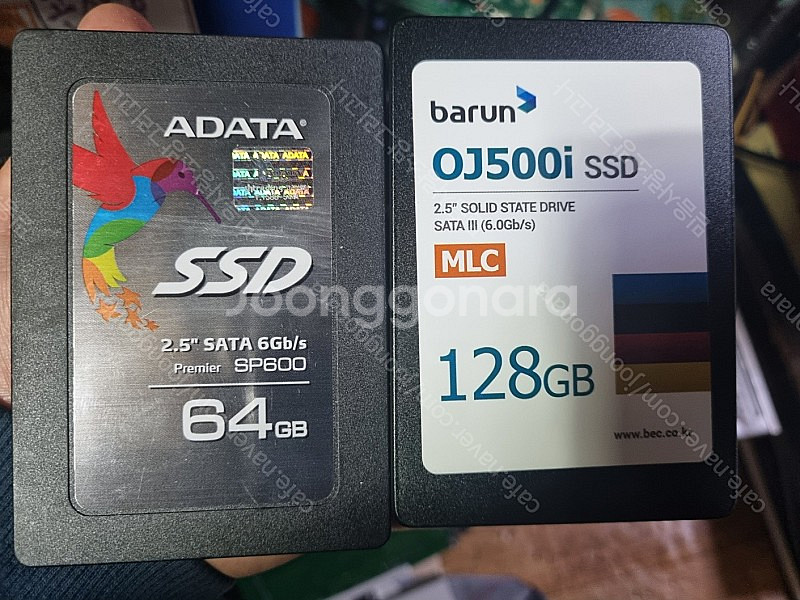 ADATA
SSD
2.5" SATA 6Gb/s
Premier SP600
64GB
barun
OJ500i SSD
2.5" SOLID STATE DRIVE
SATA III (6.0Gb/s)
MLC
128GB
www.bec.co.kr
Joonggonara